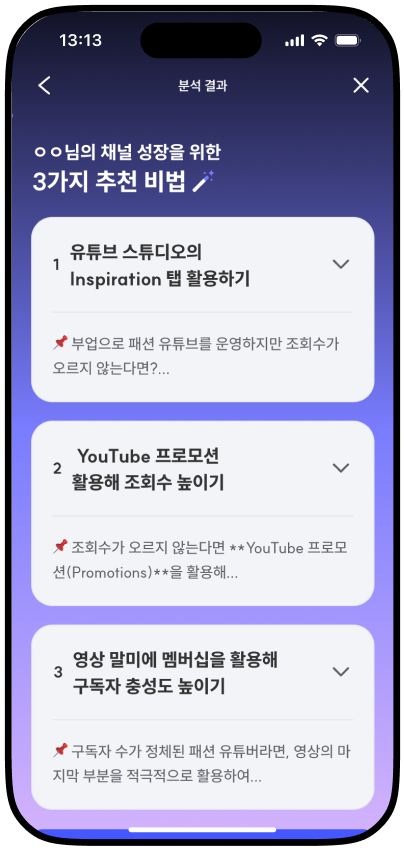 13:13
분석 결과
ㅇㅇ님의 채널 성장을 위한
3가지 추천 비법 🪄
1 유튜브 스튜디오의
Inspiration 탭 활용하기
📌 부업으로 패션 유튜브를 운영하지만 조회수가
오르지 않는다면?...
2 YouTube 프로모션
활용해 조회수 높이기
📌 조회수가 오르지 않는다면 **YouTube 프로모
션(Promotions)**을 활용해...
3 영상 말미에 멤버십을 활용해
구독자 충성도 높이기
📌 구독자 수가 정체된 패션 유튜버라면, 영상의 마
지막 부분을 적극적으로 활용하여...